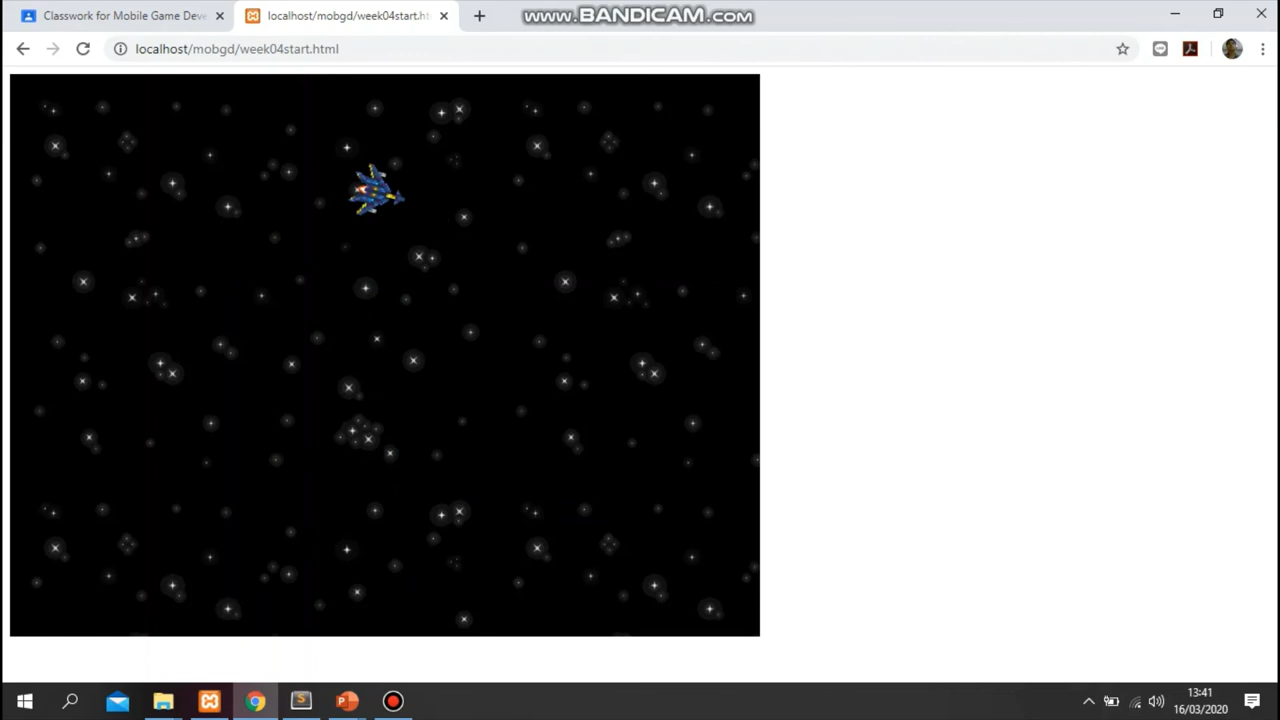 Classwork for Mobile Game Deve
localhost/mobgd/week04start.ht
www.BANDICAM.com
localhost/mobgd/week04start.html
13:41
16/03/2020